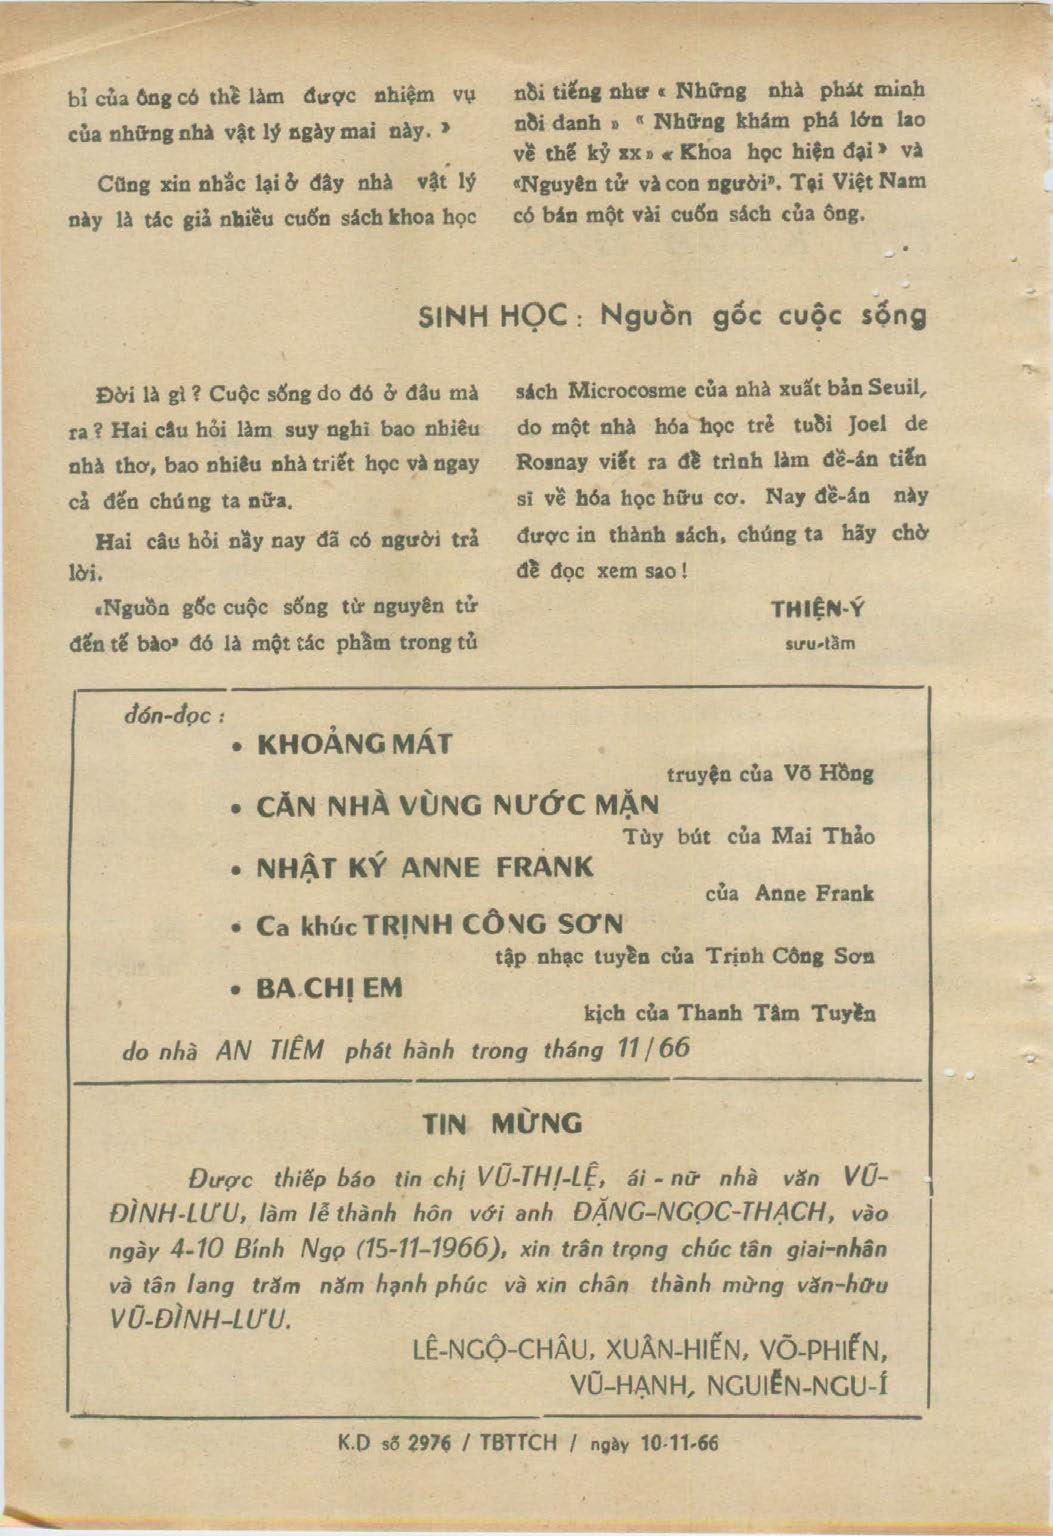 bỉ của ông có thể làm được nhiệm vụ
của những nhà vật lý ngày mai này. »
Cũng xin nhắc lại ở đây nhà vật lý
này là tác giả nhiều cuốn sách khoa học
nổi tiếng như « Những nhà phát minh
nổi danh » « Những khám phá lớn lao
về thế kỷ xx» « Khoa học hiện đại» và
«Nguyên tử và con người». Tại Việt Nam
có bán một vài cuốn sách của ông.
SINH HỌC : Nguồn gốc cuộc sống
Đời là gì ? Cuộc sống do đó ở đâu mà
ra ? Hai câu hỏi làm suy nghĩ bao nhiêu
nhà thơ, bao nhiêu nhà triết học và ngay
cả đến chúng ta nữa.
Hai câu hỏi nầy nay đã có người trả
lời.
«Nguồn gốc cuộc sống từ nguyên tử
đến tế bào» đó là một tác phẩm trong tủ
sách Microcosme của nhà xuất bản Seuil,
do một nhà hóa học trẻ tuổi Joel de
Rosnay viết ra để trình làm đề-án tiến
sĩ về hóa học hữu cơ. Nay đề-án này
được in thành sách, chúng ta hãy chờ
để đọc xem sao !
THIỆN-Ý
sưu-tầm
đón-đọc :
• KHOẢNG MÁT
truyện của Võ Hồng
• CĂN NHÀ VÙNG NƯỚC MẶN
Tùy bút của Mai Thảo
• NHẬT KÝ ANNE FRANK
của Anne Frank
• Ca khúc TRỊNH CÔNG SƠN
tập nhạc tuyển của Trịnh Công Sơn
• BA CHỊ EM
kịch của Thanh Tâm Tuyền
do nhà AN TIÊM phát hành trong tháng 11/66
TIN MỪNG
Được thiếp báo tin chị VŨ-THỊ-LỆ, ái - nữ nhà văn VŨ-
ĐÌNH-LƯU, làm lễ thành hôn với anh ĐẶNG-NGỌC-THẠCH, vào
ngày 4-10 Bính Ngọ (15-11-1966), xin trân trọng chúc tân giai-nhân
và tân lang trăm năm hạnh phúc và xin chân thành mừng văn-hữu
VŨ-ĐÌNH-LƯU.
LÊ-NGỘ-CHÂU, XUÂN-HIẾN, VÕ-PHIẾN,
VŨ-HẠNH, NGUIỄN-NGU-Í
K.D số 2976 / TBTTCH / ngày 10-11-66